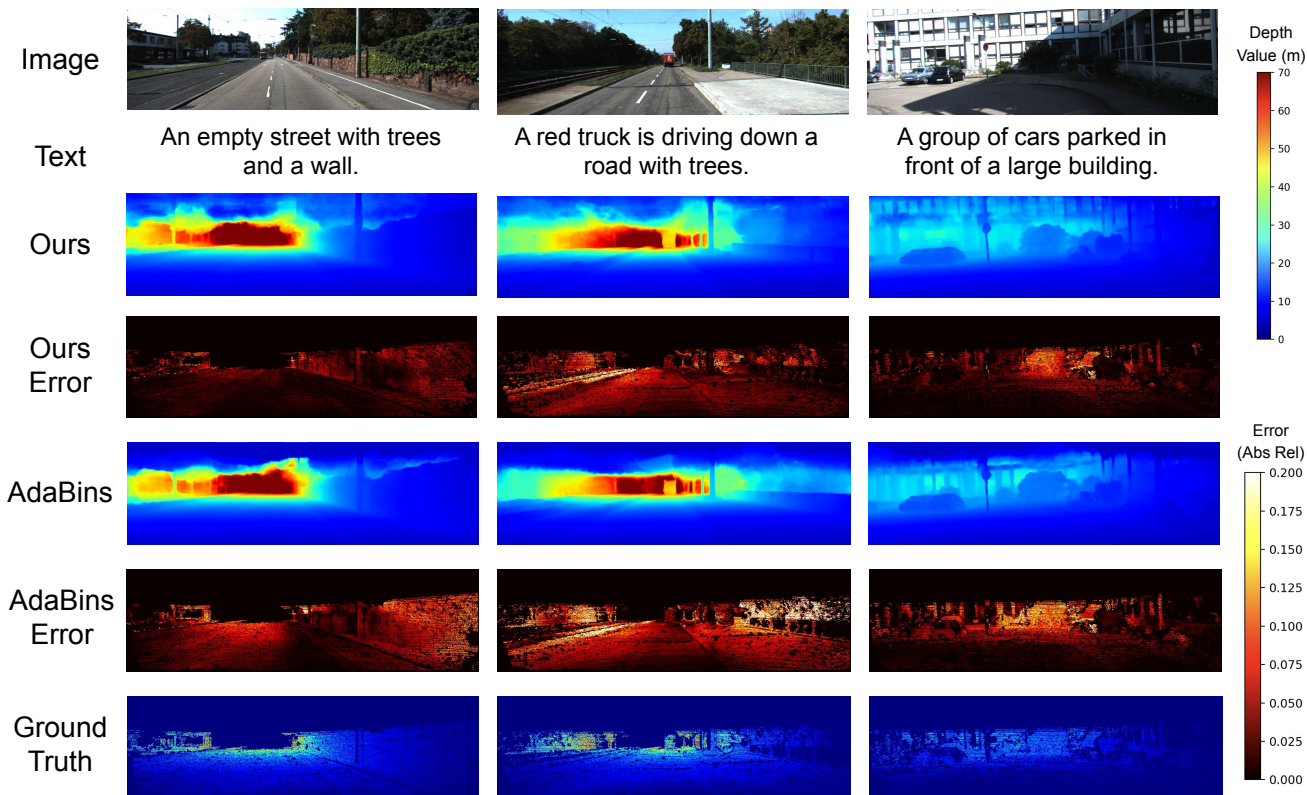 Image
Depth
Value (m)
70
60
50
40
30
20
10
0
Text
An empty street with trees
and a wall.
A red truck is driving down a
road with trees.
A group of cars parked in
front of a large building.
Ours
Ours
Error
AdaBins
AdaBins
Error
Ground
Truth
Error
(Abs Rel)
0.200
0.175
0.150
0.125
0.100
0.075
0.050
0.025
0.000